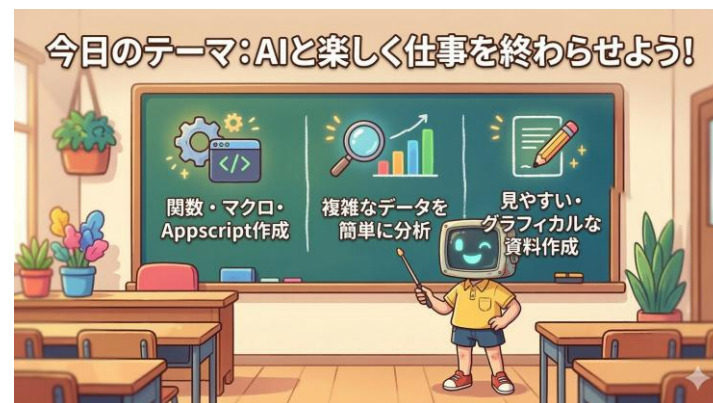 今日のテーマ：AIと楽しく仕事を終わらせよう！
</>
関数・マクロ・
Appscript作成
複雑なデータを
簡単に分析
見やすい・
グラフィカルな
資料作成